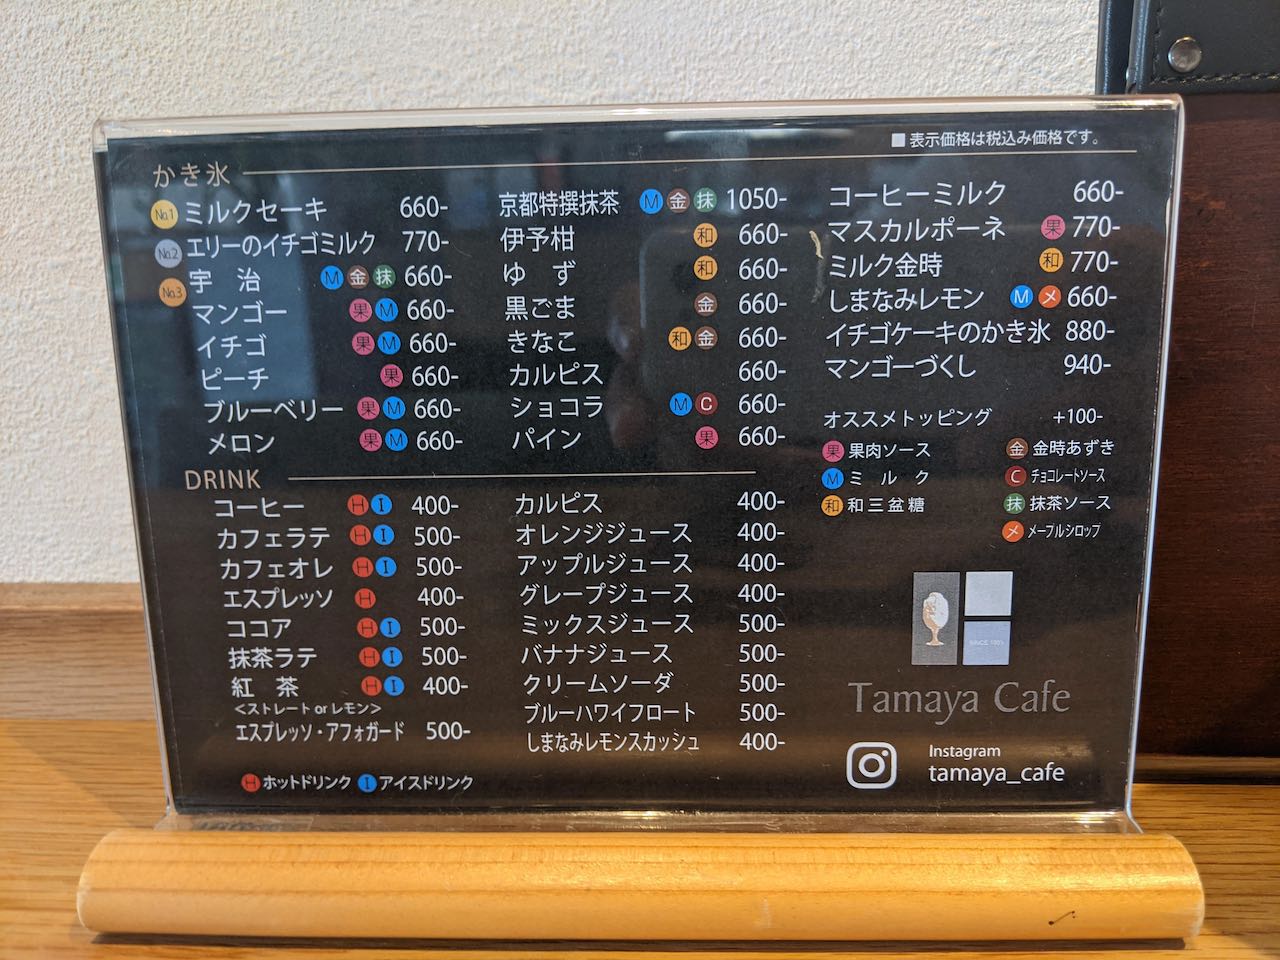 ■ 表示価格は税込み価格です。
かき氷
No.1 ミルクセーキ 660-
No.2 エリーのイチゴミルク 770-
No.3 宇 治 M 金 抹 660-
マンゴー 果 M 660-
イチゴ 果 M 660-
ピーチ 果 660-
ブルーベリー 果 M 660-
メロン 果 M 660-
京都特撰抹茶 M 金 抹 1050-
伊予柑 和 660-
ゆ ず 和 660-
黒ごま 金 660-
きなこ 和 金 660-
カルピス 660-
ショコラ M C 660-
パイン 果 660-
コーヒーミルク 660-
マスカルポーネ 果 770-
ミルク金時 和 770-
しまなみレモン M メ 660-
イチゴケーキのかき氷 880-
マンゴーづくし 940-
オススメトッピング +100-
果 果肉ソース 金 金時あずき
M ミ ル ク C チョコレートソース
和 和三盆糖 抹 抹茶ソース
メ メープルシロップ
DRINK
コーヒー H I 400-
カフェラテ H I 500-
カフェオレ H I 500-
エスプレッソ H 400-
ココア H I 500-
抹茶ラテ H I 500-
紅 茶 H I 400-
<ストレート or レモン>
エスプレッソ・アフォガード 500-
カルピス 400-
オレンジジュース 400-
アップルジュース 400-
グレープジュース 400-
ミックスジュース 500-
バナナジュース 500-
クリームソーダ 500-
ブルーハワイフロート 500-
しまなみレモンスカッシュ 400-
H ホットドリンク I アイスドリンク
Tamaya Cafe
Instagram
tamaya_cafe